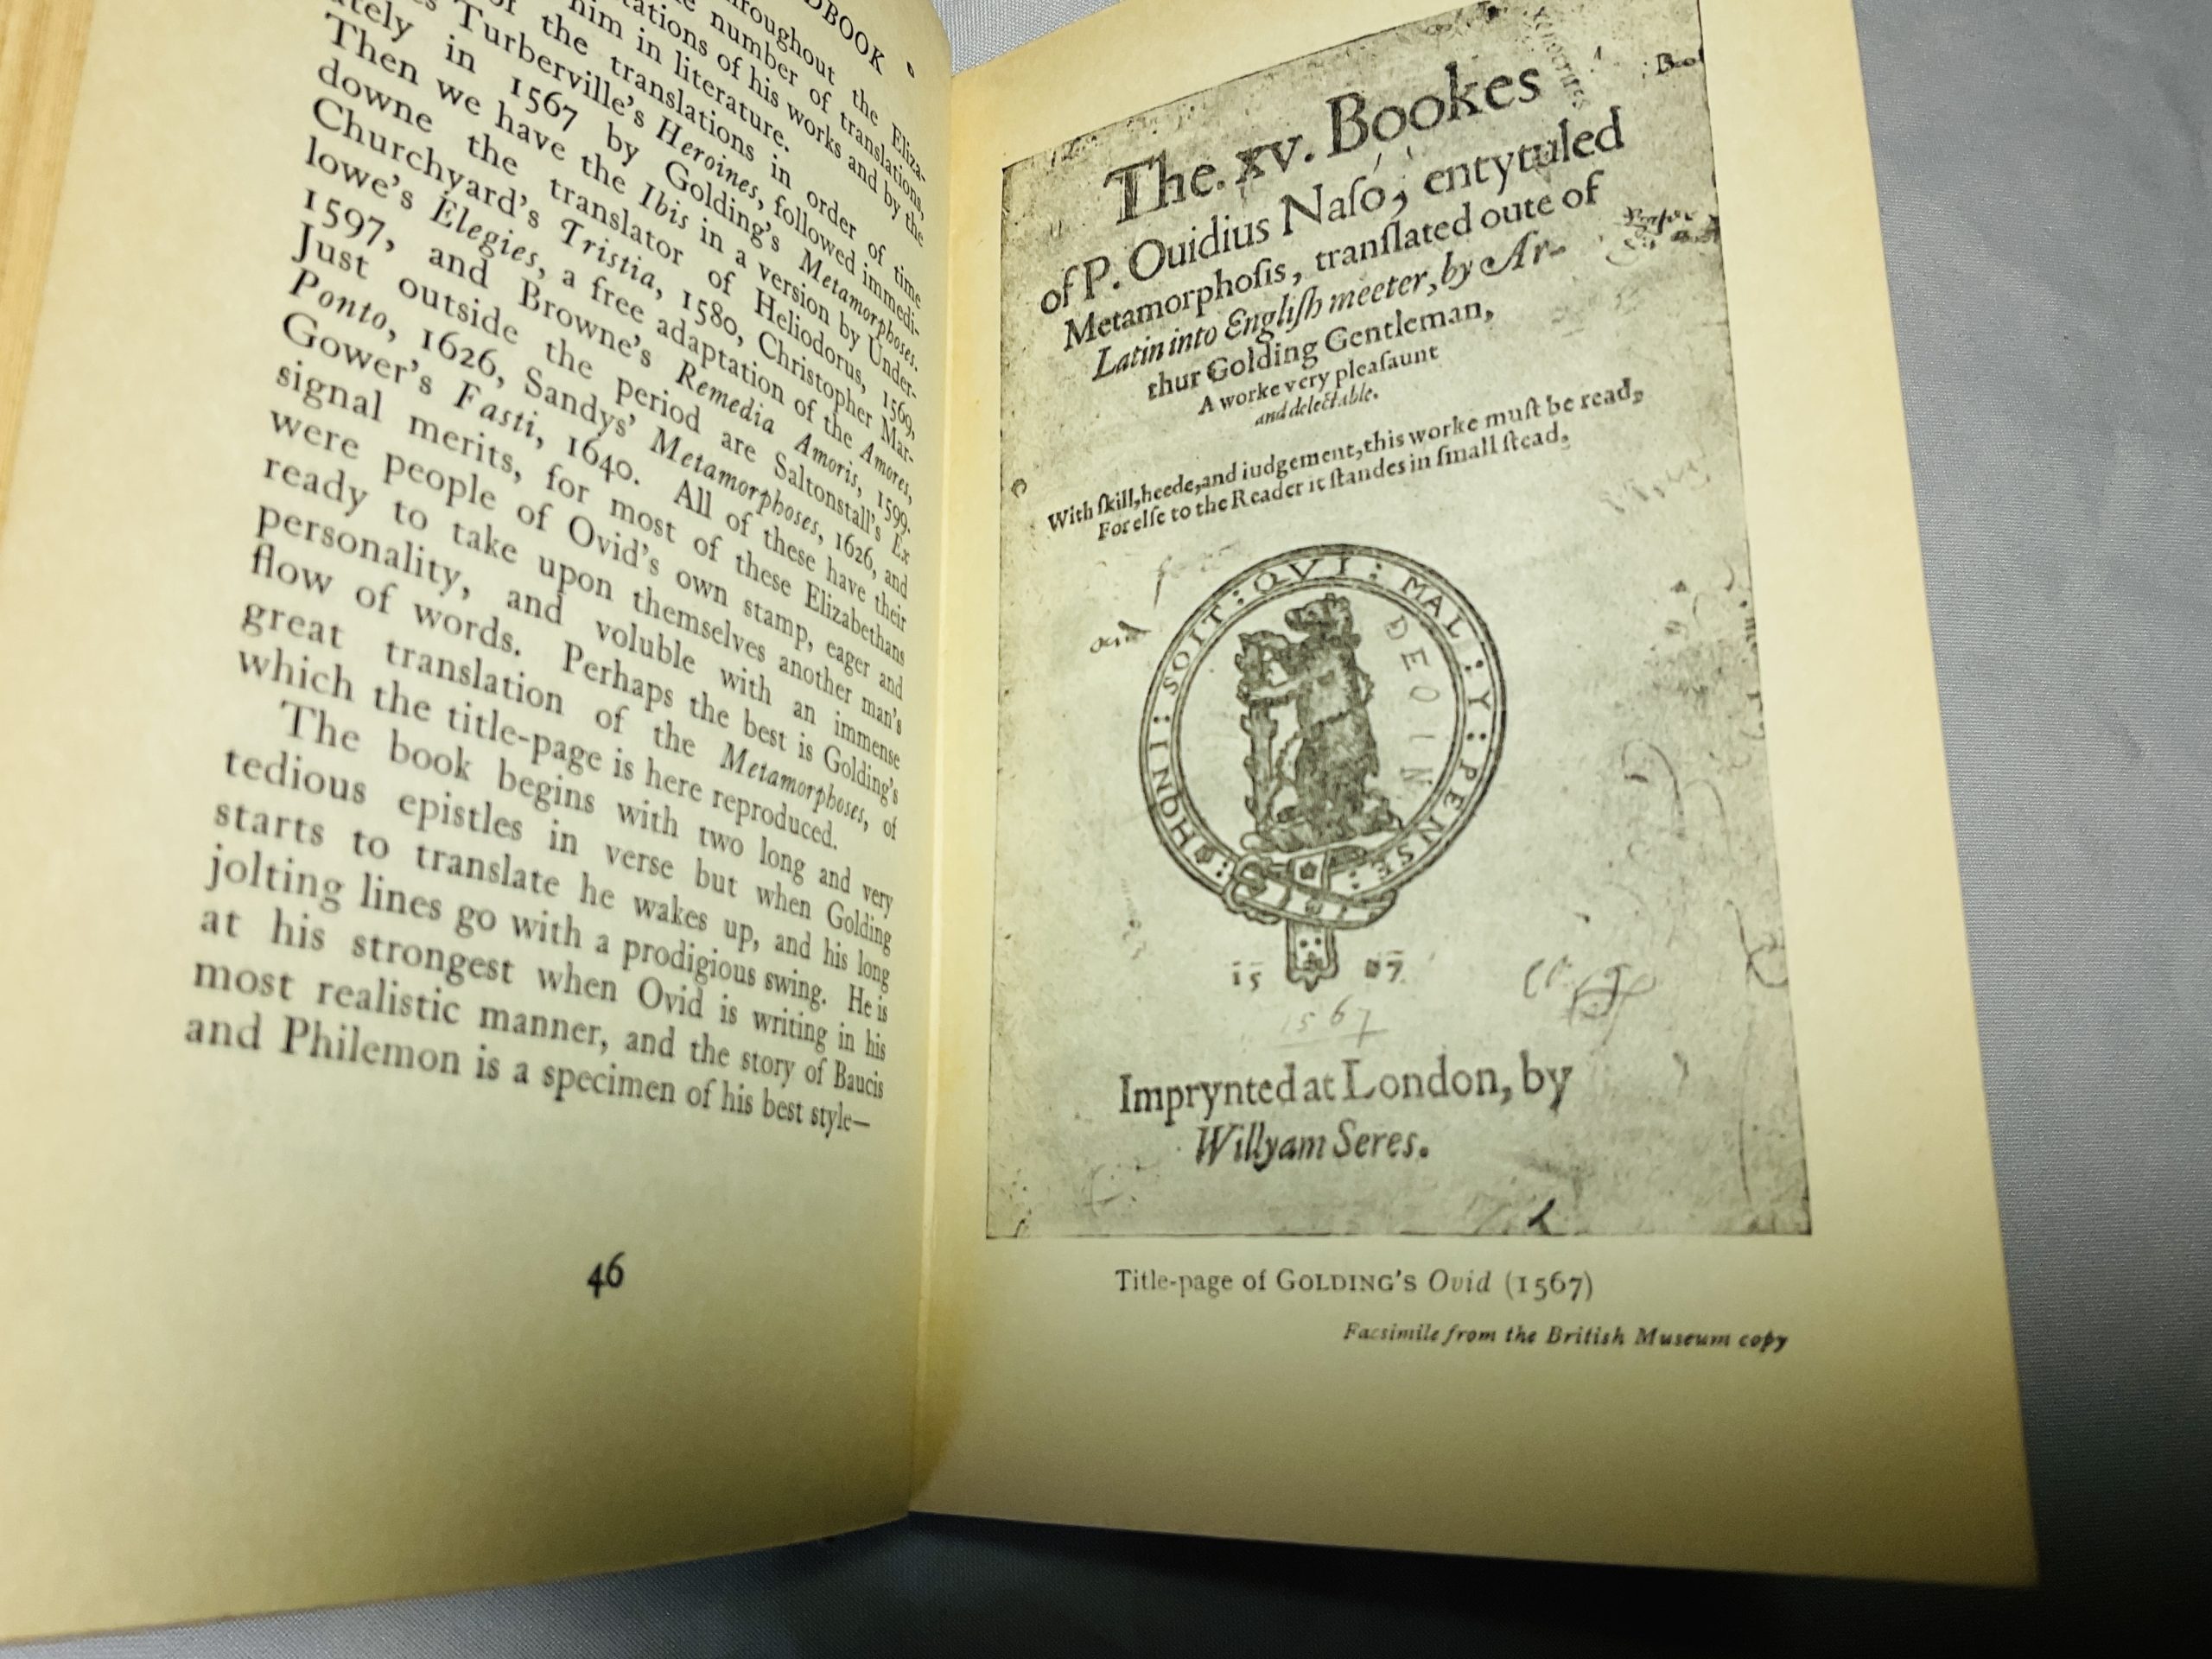 DBOOK
throughout the Eliza-
number of translations,
tations of his works and by the
him in literature.
of the translations in order of time
Turberville's Heroines, followed immedi-
ately in 1567 by Golding's Metamorphoses.
Then we have the Ibis in a version by Under-
downe the translator of Heliodorus, 1569,
Churchyard's Tristia, 1580, Christopher Mar-
lowe's Elegies, a free adaptation of the Amores,
1597, and Browne's Remedia Amoris, 1599.
Just outside the period are Saltonstall's Ex
Ponto, 1626, Sandys' Metamorphoses, 1626, and
Gower's Fasti, 1640. All of these have their
signal merits, for most of these Elizabethans
were people of Ovid's own stamp, eager and
ready to take upon themselves another man's
personality, and voluble with an immense
flow of words. Perhaps the best is Golding's
great translation of the Metamorphoses, of
which the title-page is here reproduced.
The book begins with two long and very
tedious epistles in verse but when Golding
starts to translate he wakes up, and his long
jolting lines go with a prodigious swing. He is
at his strongest when Ovid is writing in his
most realistic manner, and the story of Baucis
and Philemon is a specimen of his best style—
46
The. xv. Bookes
of P. Ouidius Naſo, entytuled
Metamorphoſis, tranſlated oute of
Latin into Engliſh meeter, by Ar-
thur Golding Gentleman,
A worke very pleaſaunt
and delectable.
With ſkill, heede, and iudgement, this worke muſt be read,
For elſe to the Reader it ſtandes in ſmall ſtead.
HONI : SOIT : QVI : MAL : Y : PENSE
15 67
1567
Imprynted at London, by
Willyam Seres.
Title-page of GOLDING'S Ovid (1567)
Facsimile from the British Museum copy